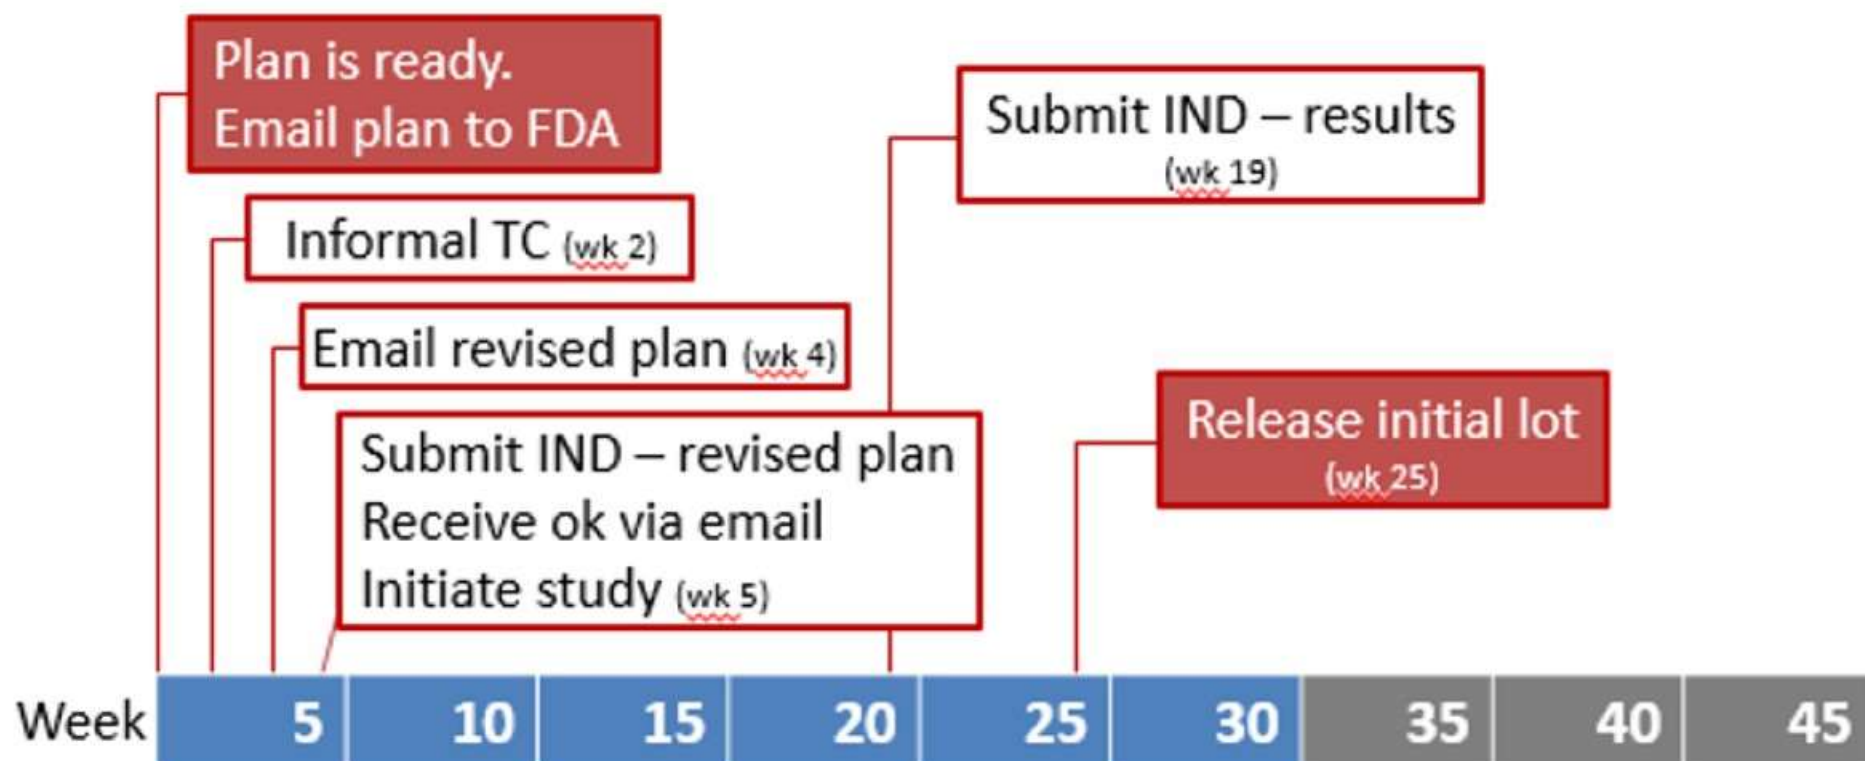 Plan is ready.
Email plan to FDA
Informal TC (wk 2)
Email revised plan (wk 4)
Submit IND – revised plan
Receive ok via email
Initiate study (wk 5)
Submit IND – results
(wk 19)
Release initial lot
(wk 25)
Week 5 10 15 20 25 30 35 40 45